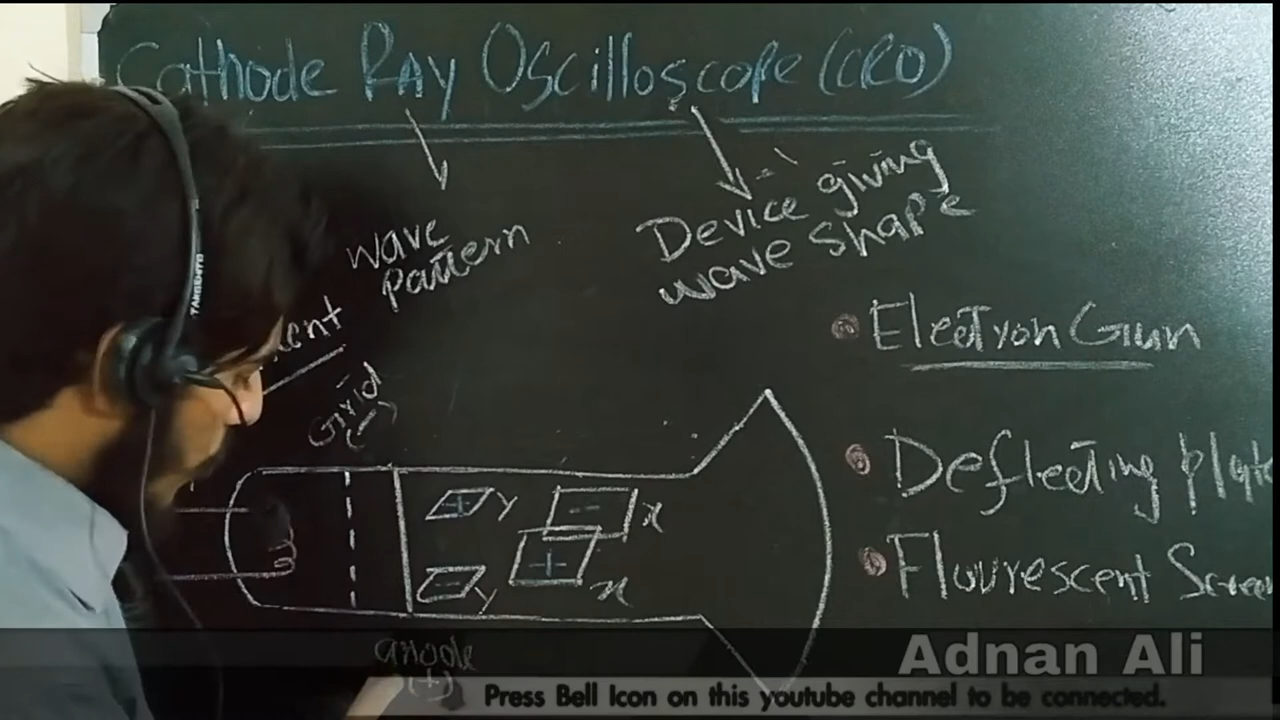 Cathode RAy Oscilloscope (CRO)
wave
pattern
Device giving
wave shape
Electron Gun
Grid
(-)
+ y
- x
+ x
- y
Deflecting plate
Flourescent Screen
anode
(+)
Adnan Ali
Press Bell Icon on this youtube channel to be connected.